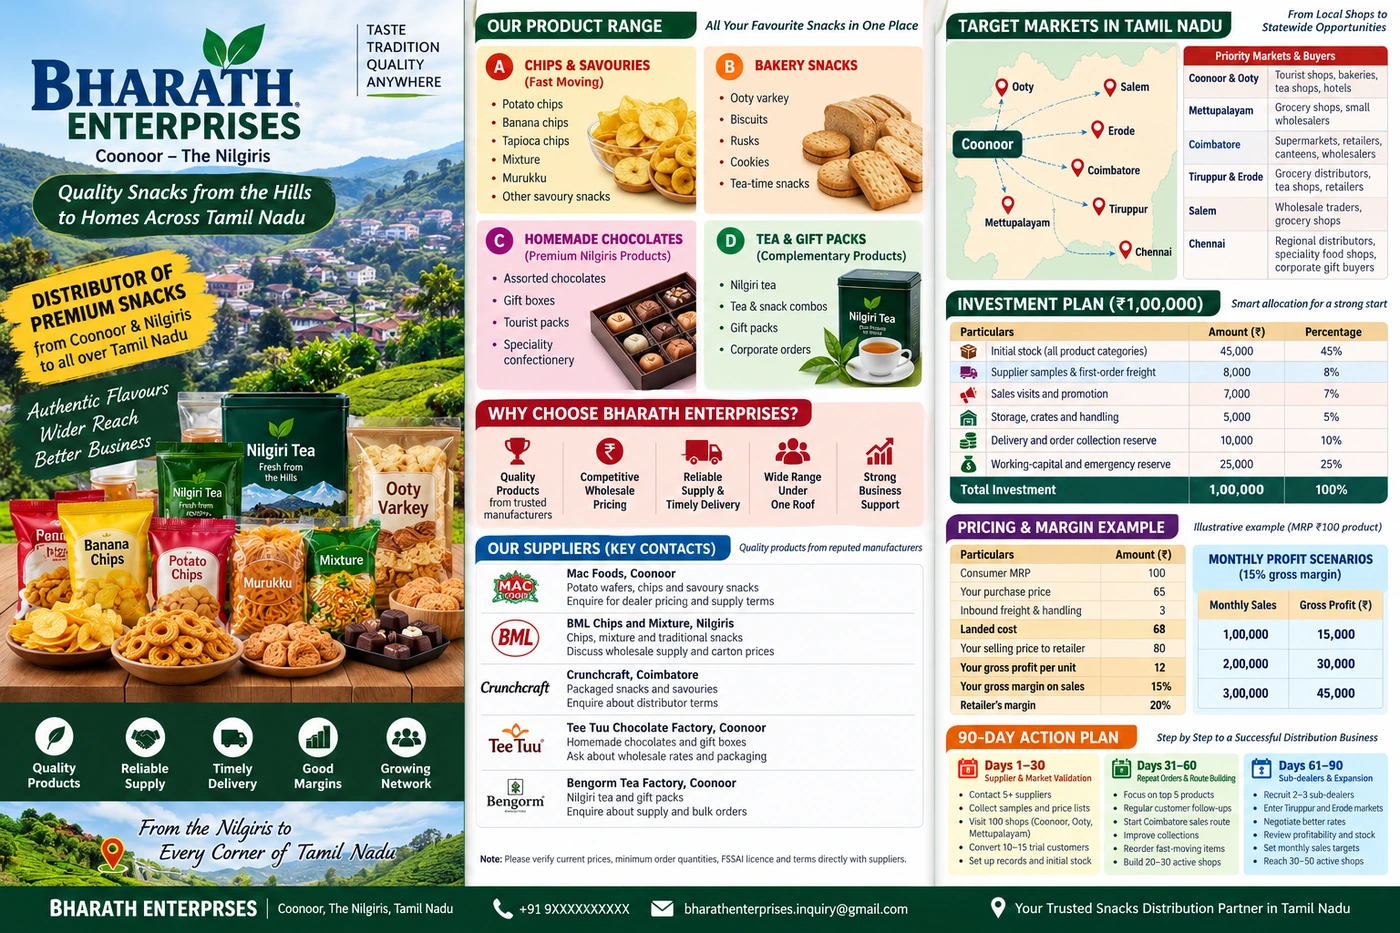 BHARATH
ENTERPRISES
Coonoor – The Nilgiris
TASTE
TRADITION
QUALITY
ANYWHERE
Quality Snacks from the Hills
to Homes Across Tamil Nadu
DISTRIBUTOR OF
PREMIUM SNACKS
from Coonoor & Nilgiris
to all over Tamil Nadu
Authentic Flavours
Wider Reach
Better Business
Nilgiri Tea
Fresh from
the Hills
Nilgiri Tea
Fresh from
Ooty
Varkey
Banana
Chips
Potato
Chips
Murukku
Mixture
Quality
Products
Reliable
Supply
Timely
Delivery
Good
Margins
Growing
Network
From the Nilgiris to
Every Corner of Tamil Nadu
OUR PRODUCT RANGE
All Your Favourite Snacks in One Place
A CHIPS & SAVOURIES
(Fast Moving)
• Potato chips
• Banana chips
• Tapioca chips
• Mixture
• Murukku
• Other savoury snacks
B BAKERY SNACKS
• Ooty varkey
• Biscuits
• Rusks
• Cookies
• Tea-time snacks
C HOMEMADE CHOCOLATES
(Premium Nilgiris Products)
• Assorted chocolates
• Gift boxes
• Tourist packs
• Speciality
confectionery
D TEA & GIFT PACKS
(Complementary Products)
• Nilgiri tea
• Tea & snack combos
• Gift packs
• Corporate orders
Nilgiri Tea
WHY CHOOSE BHARATH ENTERPRISES?
Quality
Products
from trusted
manufacturers
Competitive
Wholesale
Pricing
Reliable
Supply &
Timely Delivery
Wide Range
Under
One Roof
Strong
Business
Support
OUR SUPPLIERS (KEY CONTACTS)
Quality products from reputed manufacturers
MAC
Mac Foods, Coonoor
Potato wafers, chips and savoury snacks
Enquire for dealer pricing and supply terms
BML
BML Chips and Mixture, Nilgiris
Chips, mixture and traditional snacks
Discuss wholesale supply and carton prices
Crunchcraft
Crunchcraft, Coimbatore
Packaged snacks and savouries
Enquire about distributor terms
Tee Tuu
Tee Tuu Chocolate Factory, Coonoor
Homemade chocolates and gift boxes
Ask about wholesale rates and packaging
Bengorm
Bengorm Tea Factory, Coonoor
Nilgiri tea and gift packs
Enquire about supply and bulk orders
Note: Please verify current prices, minimum order quantities, FSSAI licence and terms directly with suppliers.
TARGET MARKETS IN TAMIL NADU
From Local Shops to
Statewide Opportunities
Coonoor
Ooty
Salem
Erode
Coimbatore
Tiruppur
Mettupalayam
Chennai
Priority Markets & Buyers
Coonoor & Ooty Tourist shops, bakeries,
tea shops, hotels
Mettupalayam Grocery shops, small
wholesalers
Coimbatore Supermarkets, retailers,
canteens, wholesalers
Tiruppur & Erode Grocery distributors,
tea shops, retailers
Salem Wholesale traders,
grocery shops
Chennai Regional distributors,
speciality food shops,
corporate gift buyers
INVESTMENT PLAN (₹1,00,000)
Smart allocation for a strong start
Particulars Amount (₹) Percentage
Initial stock (all product categories) 45,000 45%
Supplier samples & first-order freight 8,000 8%
Sales visits and promotion 7,000 7%
Storage, crates and handling 5,000 5%
Delivery and order collection reserve 10,000 10%
Working-capital and emergency reserve 25,000 25%
Total Investment 1,00,000 100%
PRICING & MARGIN EXAMPLE
Illustrative example (MRP ₹100 product)
Particulars Amount (₹)
Consumer MRP 100
Your purchase price 65
Inbound freight & handling 3
Landed cost 68
Your selling price to retailer 80
Your gross profit per unit 12
Your gross margin on sales 15%
Retailer's margin 20%
MONTHLY PROFIT SCENARIOS
(15% gross margin)
Monthly Sales Gross Profit (₹)
1,00,000 15,000
2,00,000 30,000
3,00,000 45,000
90-DAY ACTION PLAN
Step by Step to a Successful Distribution Business
Days 1–30
Supplier & Market Validation
• Contact 5+ suppliers
• Collect samples and price lists
• Visit 100 shops (Coonoor, Ooty,
Mettupalayam)
• Convert 10–15 trial customers
• Set up records and initial stock
Days 31–60
Repeat Orders & Route Building
• Focus on top 5 products
• Regular customer follow-ups
• Start Coimbatore sales route
• Improve collections
• Reorder fast-moving items
• Build 20–30 active shops
Days 61–90
Sub-dealers & Expansion
• Recruit 2–3 sub-dealers
• Enter Tiruppur and Erode markets
• Negotiate better rates
• Review profitability and stock
• Set monthly sales targets
• Reach 30–50 active shops
BHARATH ENTERPRSES
Coonoor, The Nilgiris, Tamil Nadu
+91 9XXXXXXXXXX
bharathenterprises.inquiry@gmail.com
Your Trusted Snacks Distribution Partner in Tamil Nadu